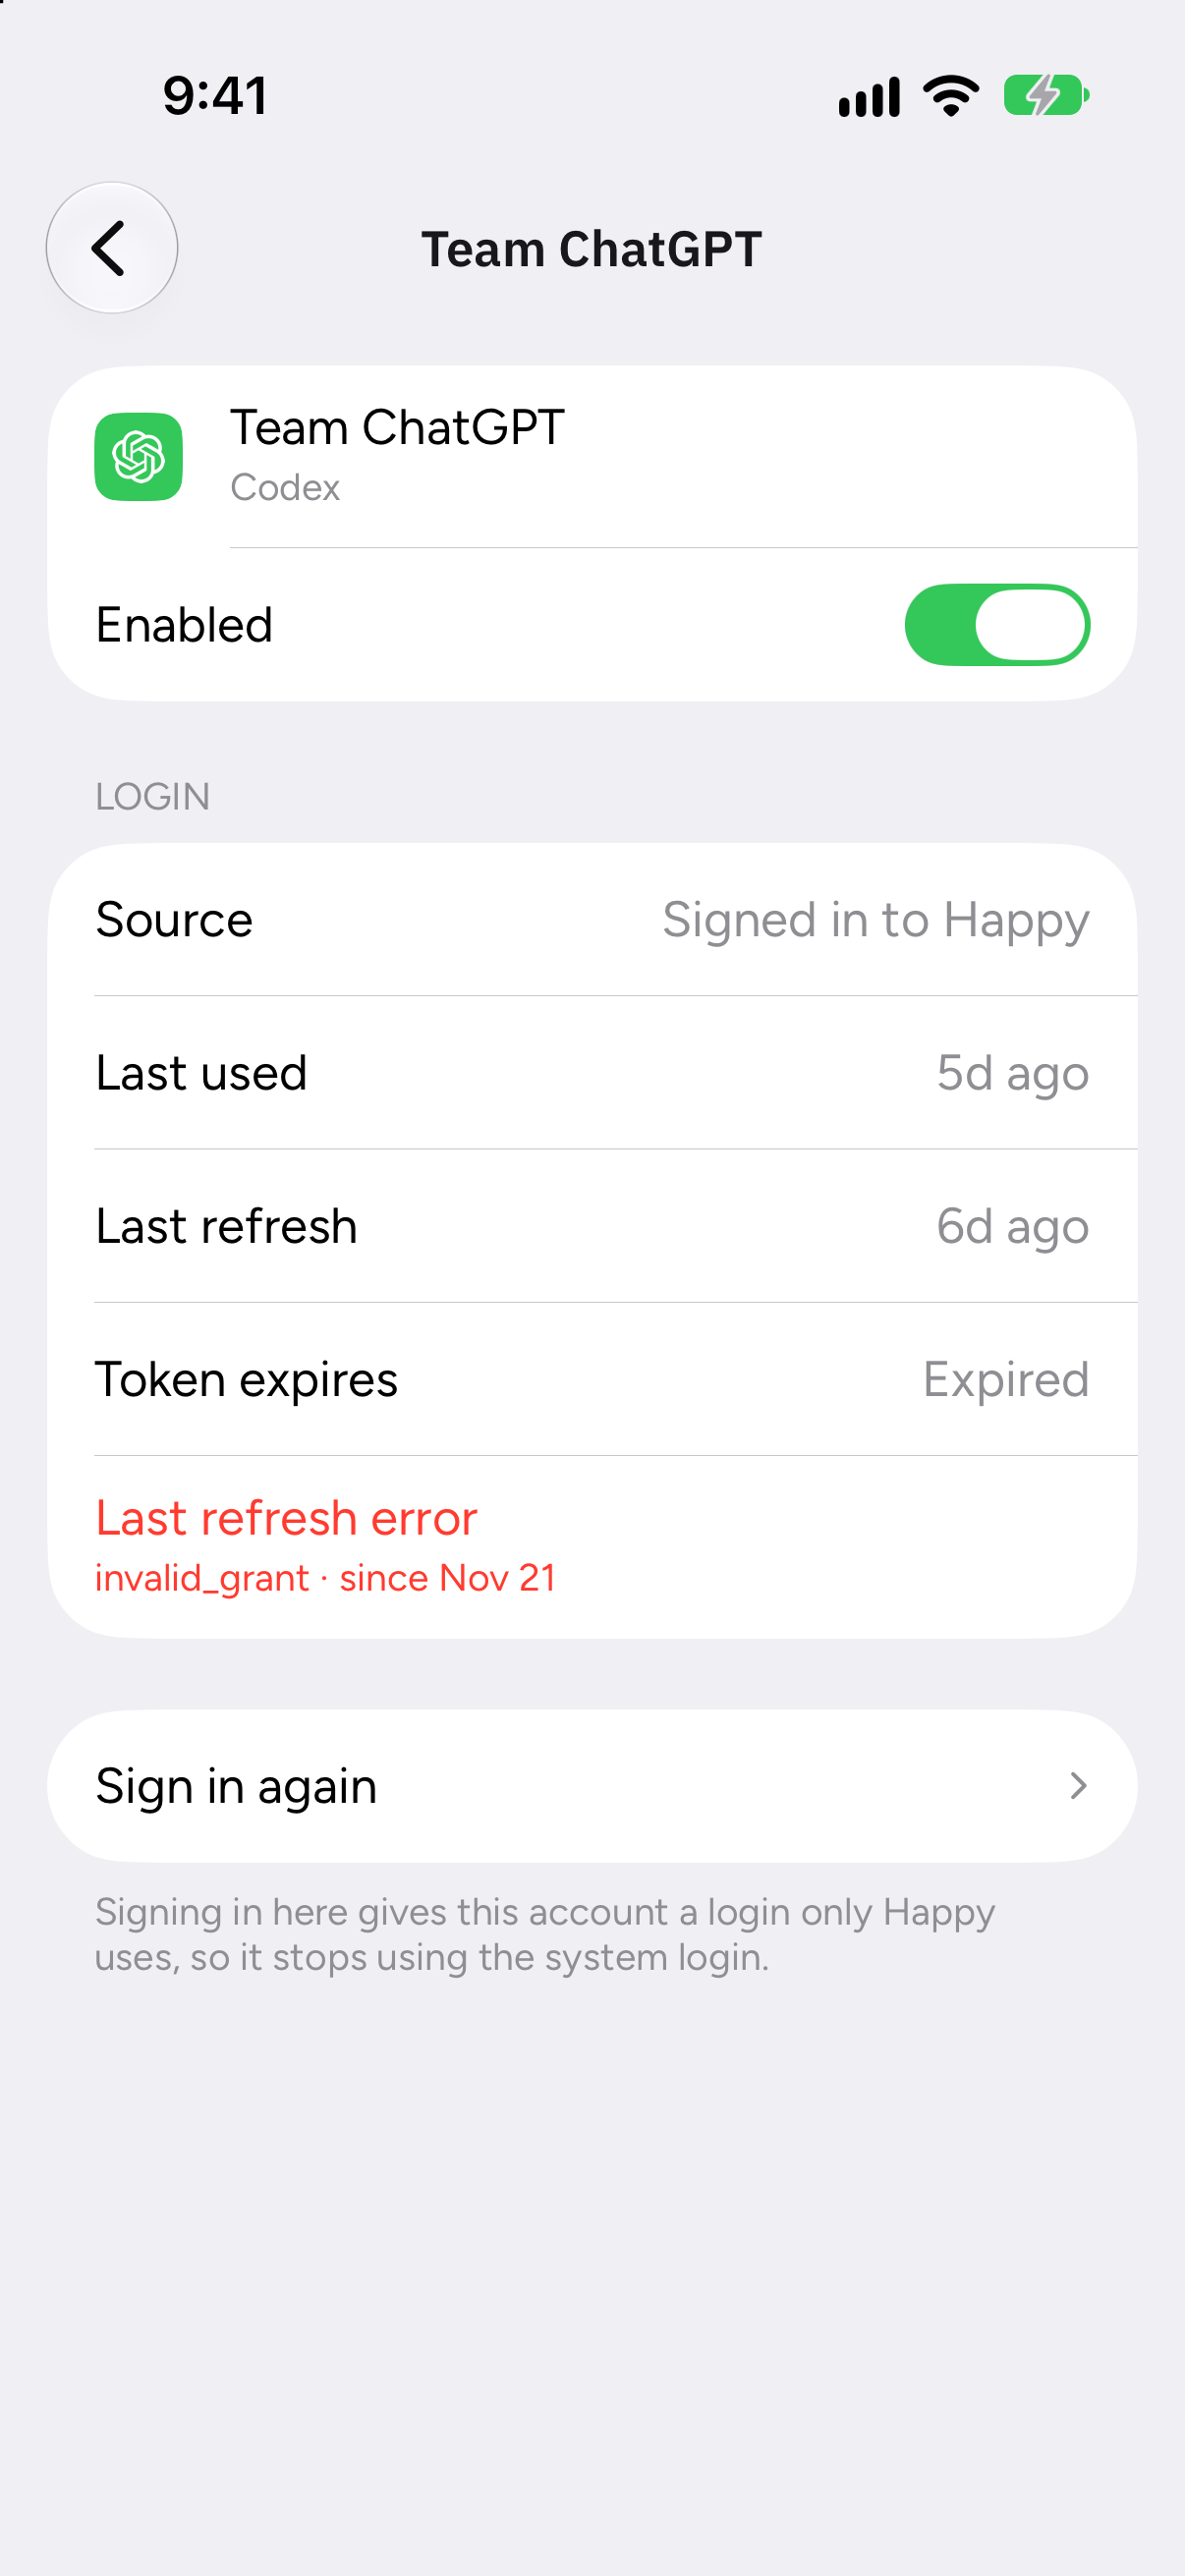 9:41
Team ChatGPT
Team ChatGPT
Codex
Enabled
LOGIN
Source Signed in to Happy
Last used 5d ago
Last refresh 6d ago
Token expires Expired
Last refresh error
invalid_grant · since Nov 21
Sign in again
Signing in here gives this account a login only Happy
uses, so it stops using the system login.